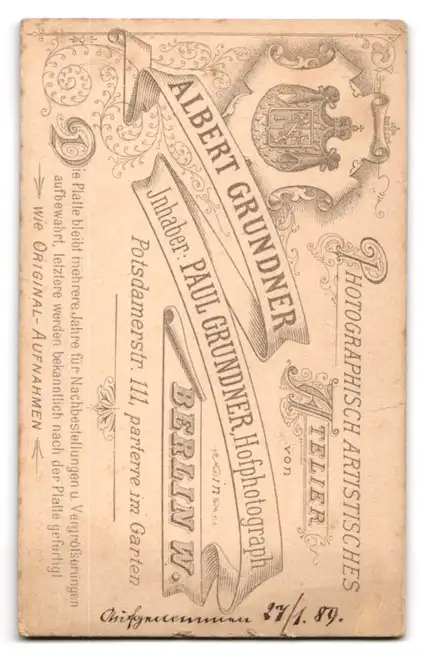 PHOTOGRAPHISCH ARTISTISCHES
ATELIER
von
ALBERT GRUNDNER
Inhaber: PAUL GRUNDNER, Hofphotograph
BERLIN W.
Potsdamerstr. 111, parterre im Garten
Die Platte bleibt mehrere Jahre für Nachbestellungen u. Vergröfserungen
aufbewahrt, letztere werden bekanntlich nach der Platte gefertigt
WIE ORIGINAL-AUFNAHMEN
Aufgenommen 27/1. 89.